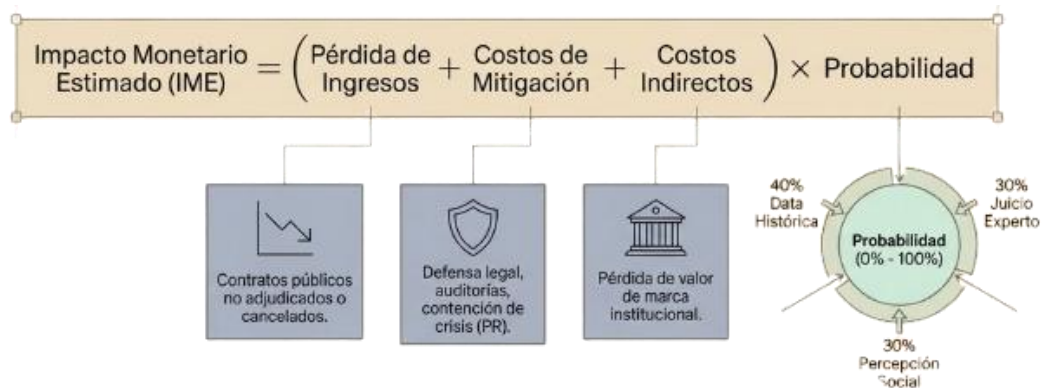 Impacto Monetario
Estimado (IME)
=
(
Pérdida de
Ingresos
+
Costos de
Mitigación
+
Costos
Indirectos
)
× Probabilidad
Contratos públicos
no adjudicados o
cancelados.
Defensa legal,
auditorías,
contención de
crisis (PR).
Pérdida de valor
de marca
institucional.
40%
Data
Histórica
30%
Juicio
Experto
Probabilidad
(0% - 100%)
30%
Percepción
Social